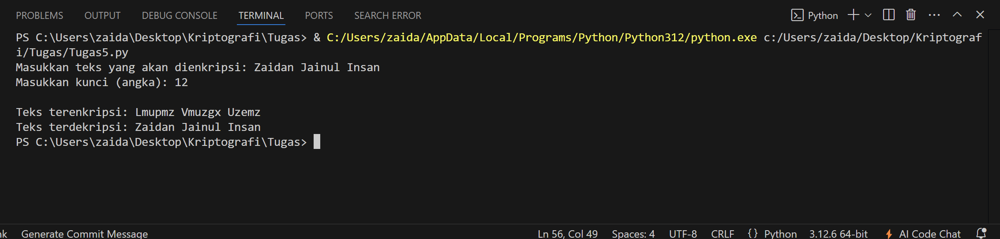 PROBLEMS OUTPUT DEBUG CONSOLE TERMINAL PORTS SEARCH ERROR Python
PS C:\Users\zaida\Desktop\Kriptografi\Tugas> & C:/Users/zaida/AppData/Local/Programs/Python/Python312/python.exe c:/Users/zaida/Desktop/Kriptograf
i/Tugas/Tugas5.py
Masukkan teks yang akan dienkripsi: Zaidan Jainul Insan
Masukkan kunci (angka): 12
Teks terenkripsi: Lmupmz Vmuzgx Uzemz
Teks terdekripsi: Zaidan Jainul Insan
PS C:\Users\zaida\Desktop\Kriptografi\Tugas>
Generate Commit Message Ln 56, Col 49 Spaces: 4 UTF-8 CRLF {} Python 3.12.6 64-bit AI Code Chat